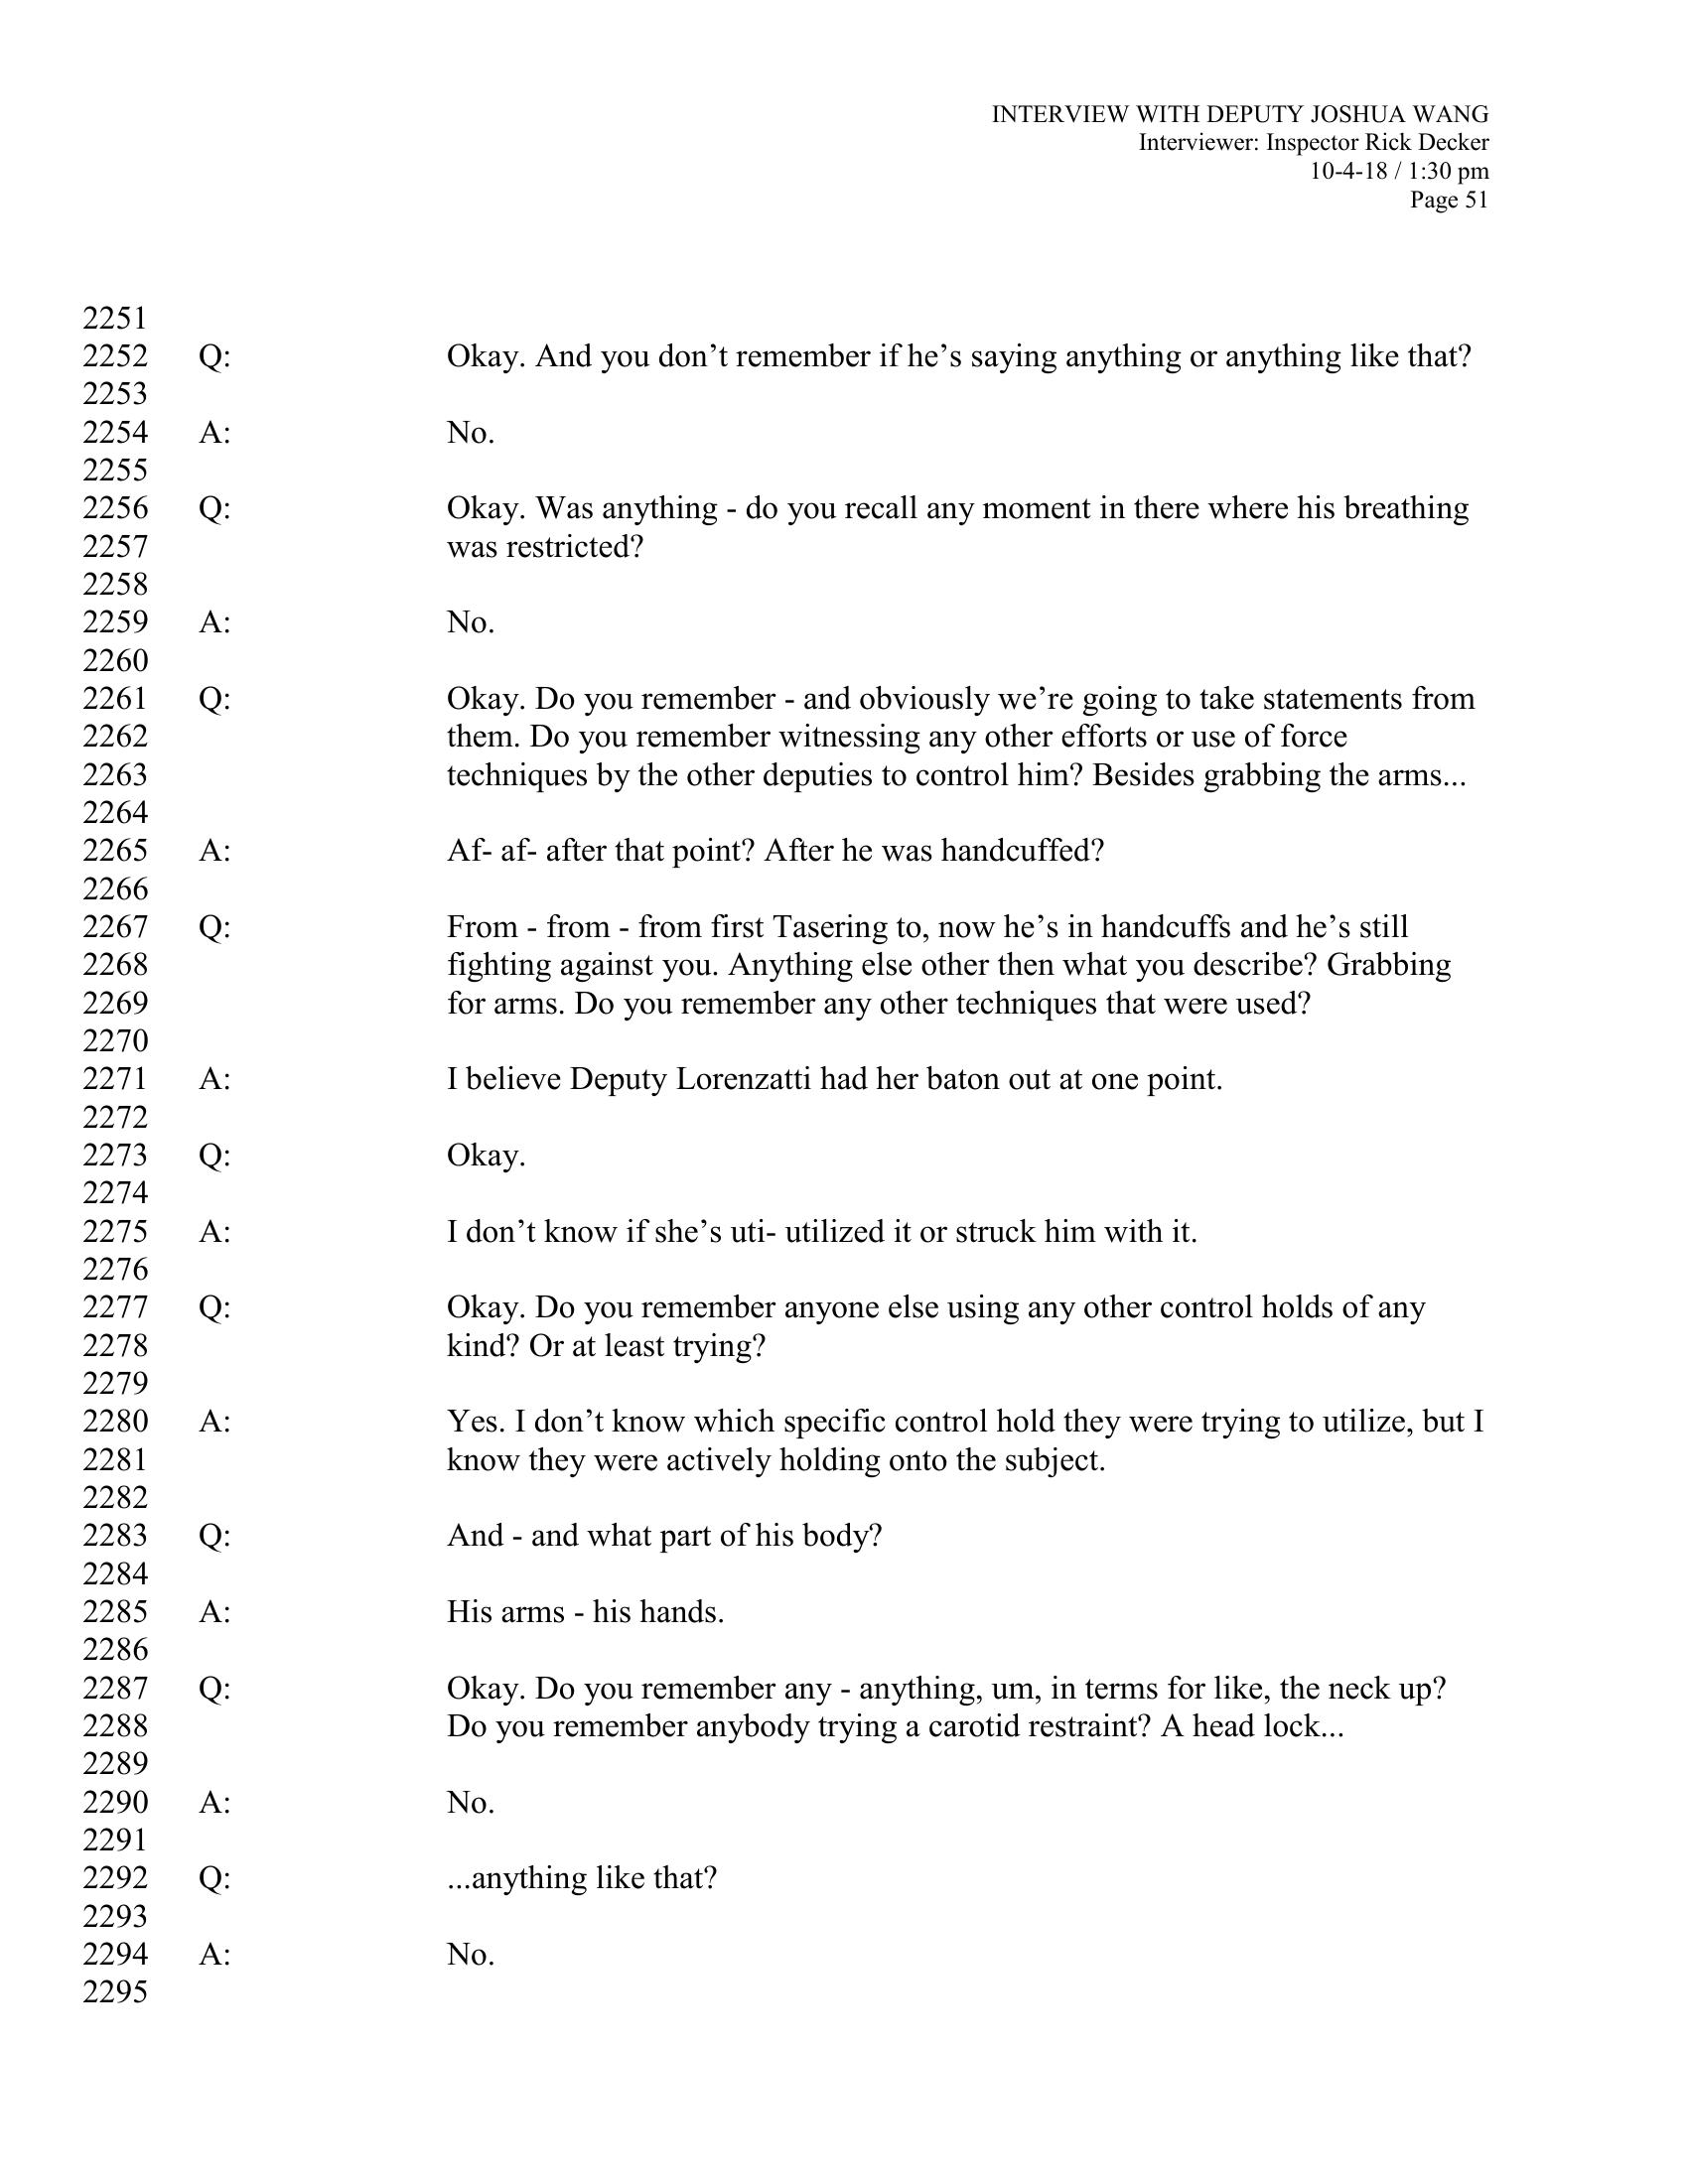 INTERVIEW WITH DEPUTY JOSHUA WANG
Interviewer: Inspector Rick Decker
10-4-18 / 1:30 pm
Page 51
2251
2252 Q: Okay. And you don’t remember if he’s saying anything or anything like that?
2253
2254 A: No.
2255
2256 Q: Okay. Was anything - do you recall any moment in there where his breathing
2257 was restricted?
2258
2259 A: No.
2260
2261 Q: Okay. Do you remember - and obviously we’re going to take statements from
2262 them. Do you remember witnessing any other efforts or use of force
2263 techniques by the other deputies to control him? Besides grabbing the arms...
2264
2265 A: Af- af- after that point? After he was handcuffed?
2266
2267 Q: From - from - from first Tasering to, now he’s in handcuffs and he’s still
2268 fighting against you. Anything else other then what you describe? Grabbing
2269 for arms. Do you remember any other techniques that were used?
2270
2271 A: I believe Deputy Lorenzatti had her baton out at one point.
2272
2273 Q: Okay.
2274
2275 A: I don’t know if she’s uti- utilized it or struck him with it.
2276
2277 Q: Okay. Do you remember anyone else using any other control holds of any
2278 kind? Or at least trying?
2279
2280 A: Yes. I don’t know which specific control hold they were trying to utilize, but I
2281 know they were actively holding onto the subject.
2282
2283 Q: And - and what part of his body?
2284
2285 A: His arms - his hands.
2286
2287 Q: Okay. Do you remember any - anything, um, in terms for like, the neck up?
2288 Do you remember anybody trying a carotid restraint? A head lock...
2289
2290 A: No.
2291
2292 Q: ...anything like that?
2293
2294 A: No.
2295